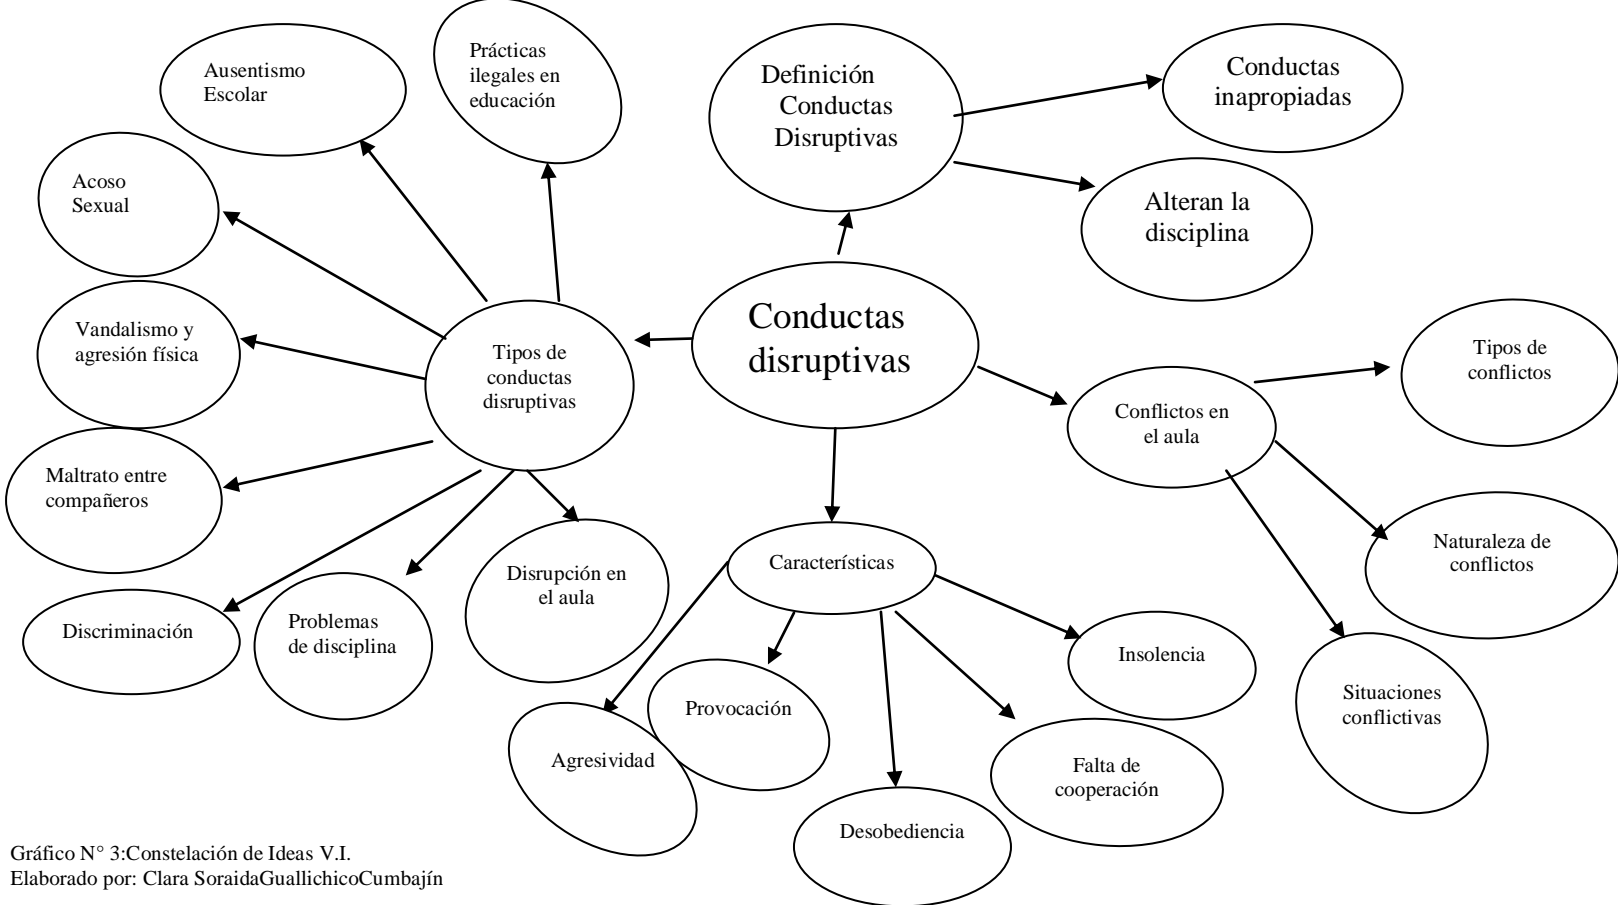 Prácticas
ilegales en
educación
Ausentismo
Escolar
Definición
Conductas
Disruptivas
Conductas
inapropiadas
Acoso
Sexual
Alteran la
disciplina
Vandalismo y
agresión física
Tipos de
conductas
disruptivas
Conductas
disruptivas
Tipos de
conflictos
Conflictos en
el aula
Maltrato entre
compañeros
Naturaleza de
conflictos
Disrupción en
el aula
Características
Discriminación
Problemas
de disciplina
Insolencia
Situaciones
conflictivas
Provocación
Agresividad
Falta de
cooperación
Desobediencia
Gráfico N° 3:Constelación de Ideas V.I.
Elaborado por: Clara SoraidaGuallichicoCumbajín